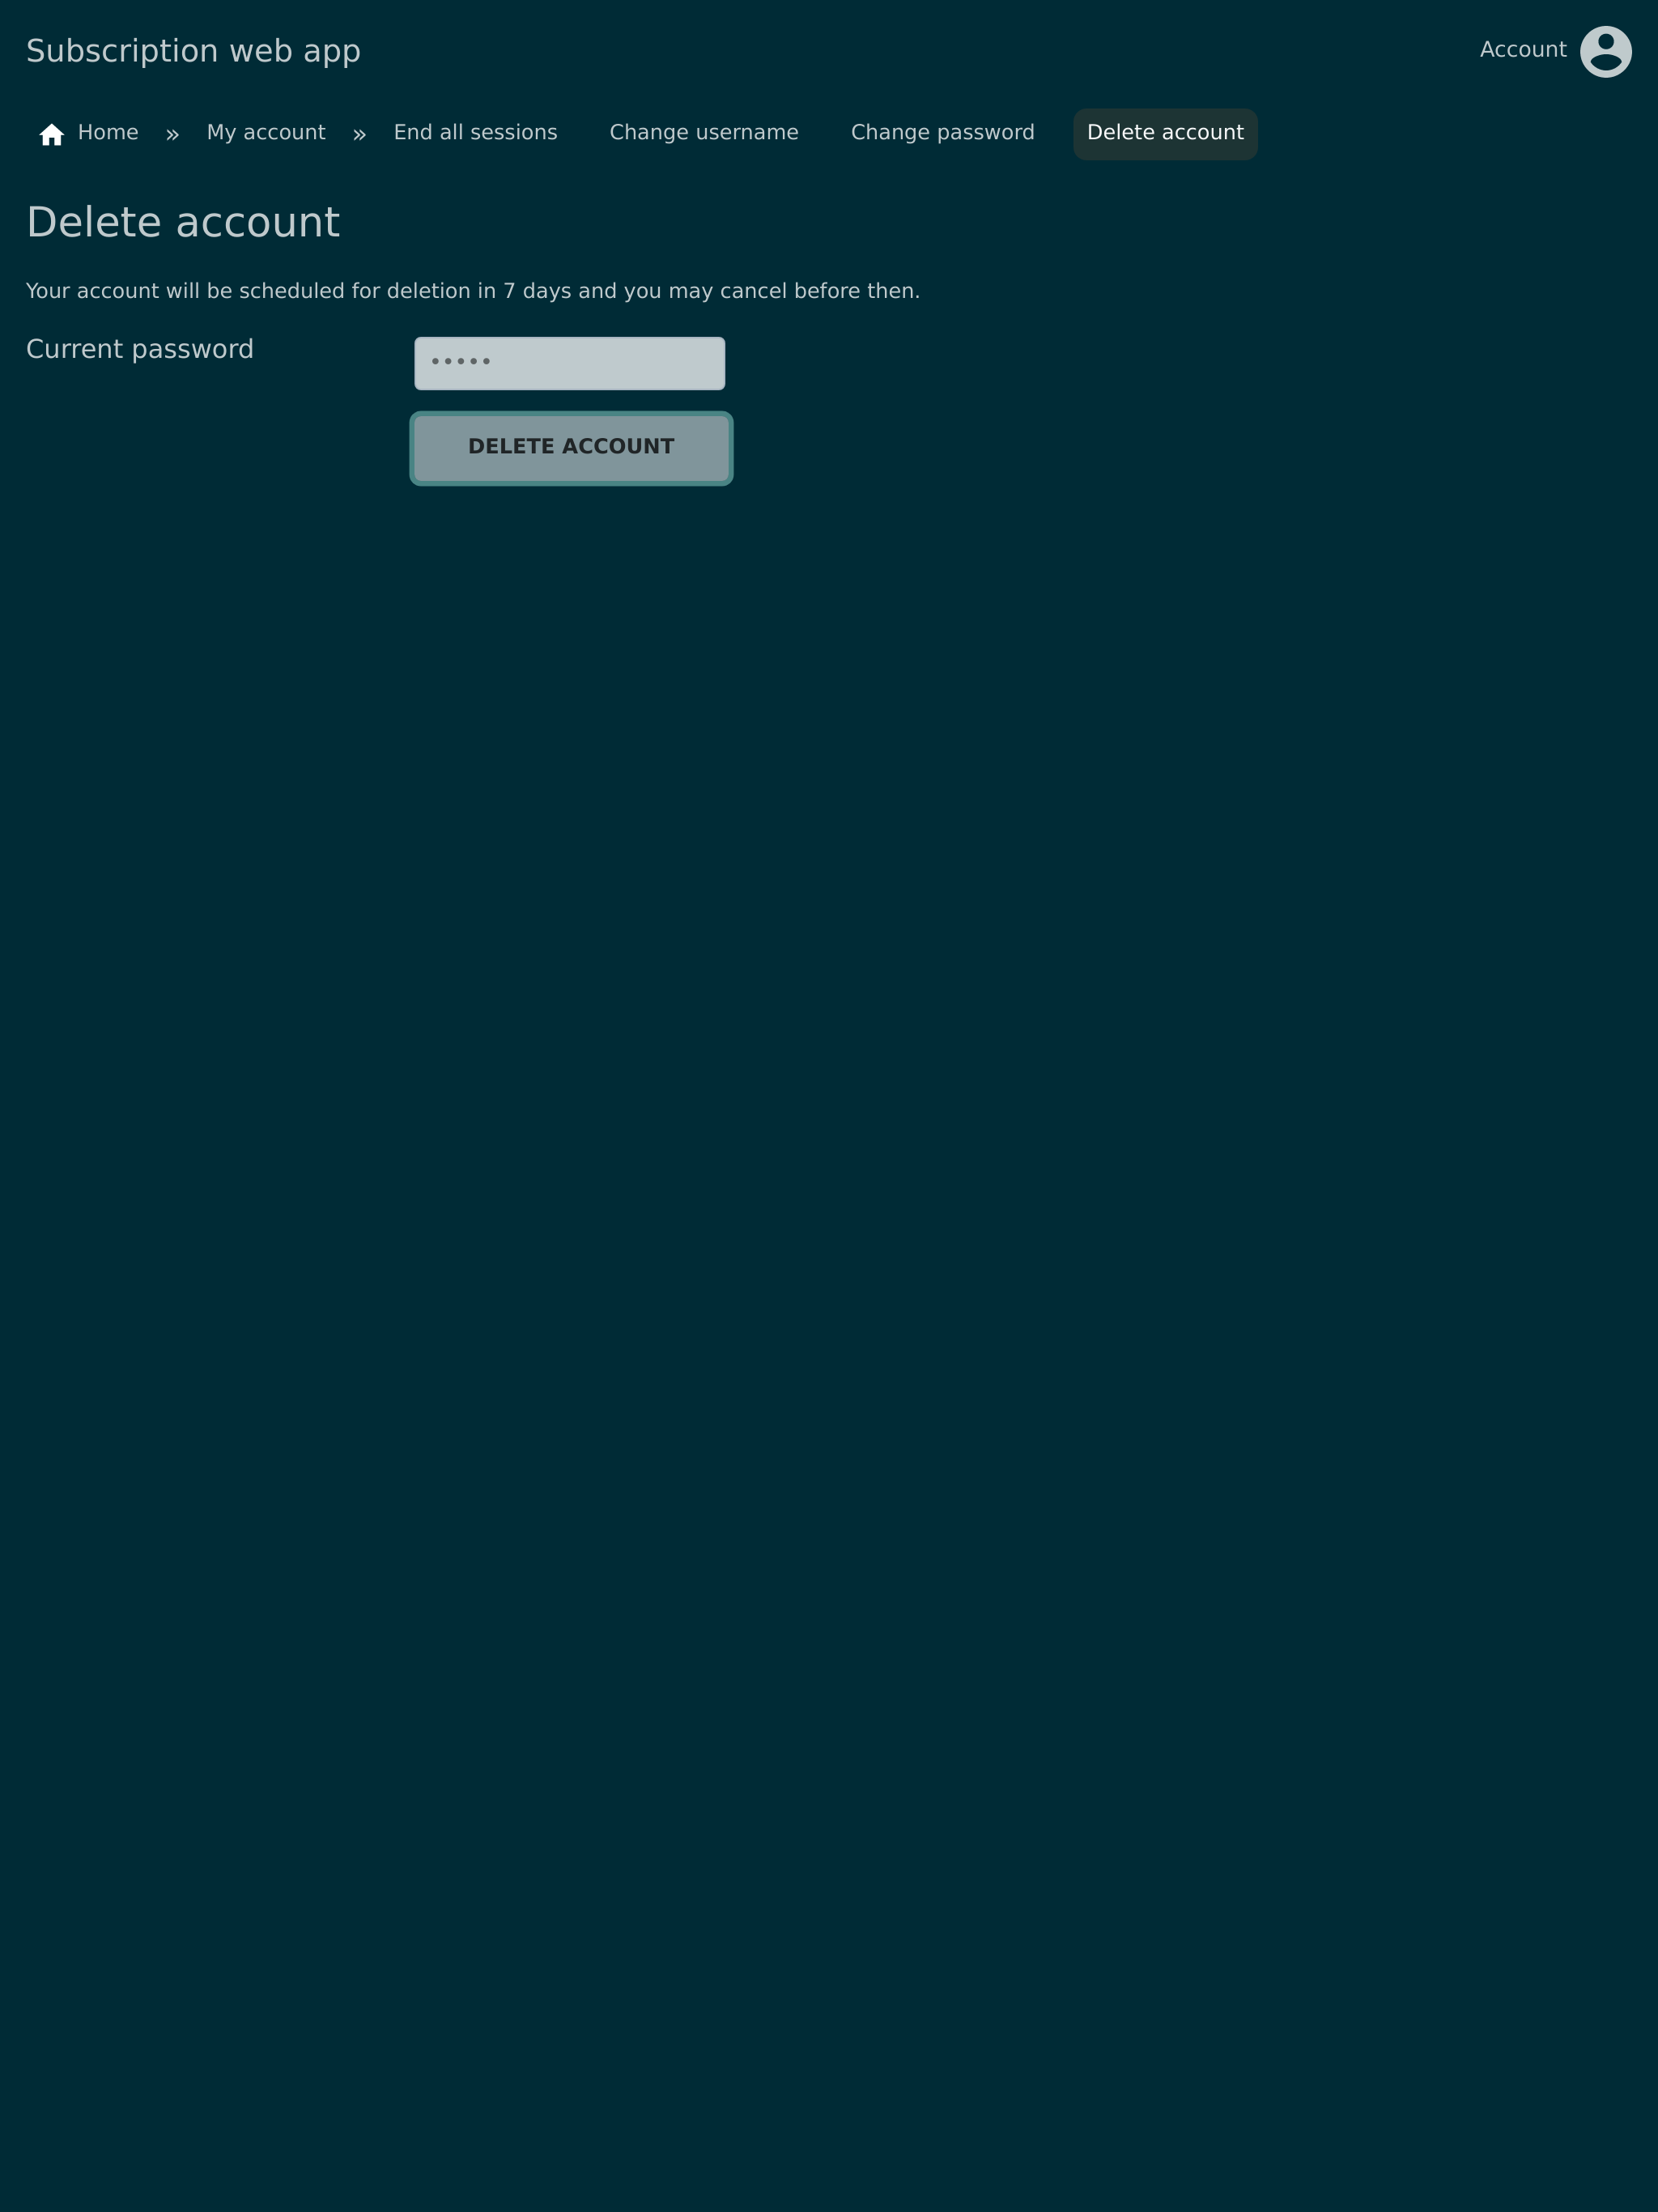 Subscription web app
Account
Home » My account » End all sessions Change username Change password Delete account
Delete account
Your account will be scheduled for deletion in 7 days and you may cancel before then.
Current password
•••••
DELETE ACCOUNT